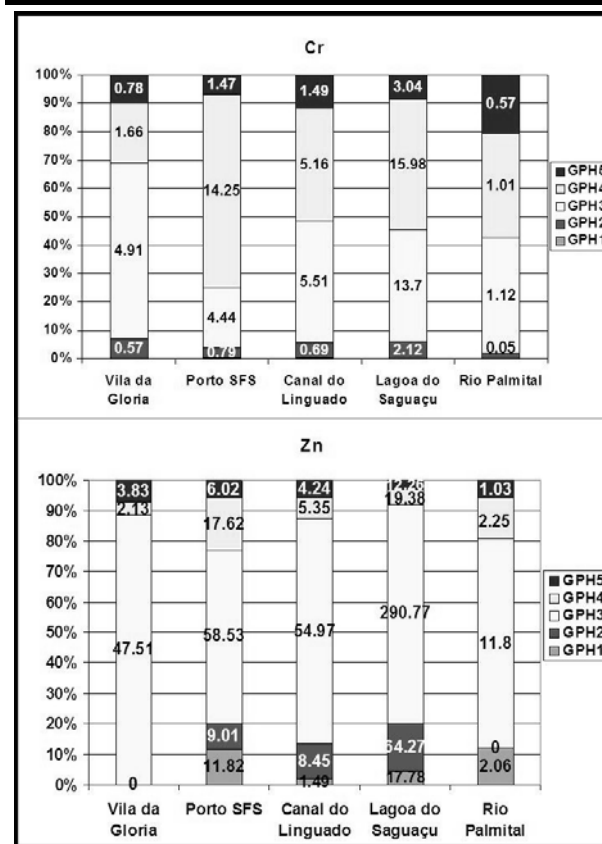 Cr
100%
90%
80%
70%
60%
50%
40%
30%
20%
10%
0%
0.78 1.47 1.49 3.04 0.57
1.66 14.25 5.16 15.98 1.01
4.91 4.44 5.51 13.7 1.12
0.57 0.79 0.69 2.12 0.05
Vila da Gloria
Porto SFS
Canal do Linguado
Lagoa do Saguaçu
Rio Palmital
GPH5
GPH4
GPH3
GPH2
GPH1
Zn
100%
90%
80%
70%
60%
50%
40%
30%
20%
10%
0%
3.83 6.02 4.24 12.26 1.03
2.13 17.62 5.35 19.38 2.25
47.51 58.53 54.97 290.77 11.8
0 9.01 8.45 64.27 0
11.82 1.49 17.78 2.06
Vila da Gloria
Porto SFS
Canal do Linguado
Lagoa do Saguaçu
Rio Palmital
GPH5
GPH4
GPH3
GPH2
GPH1